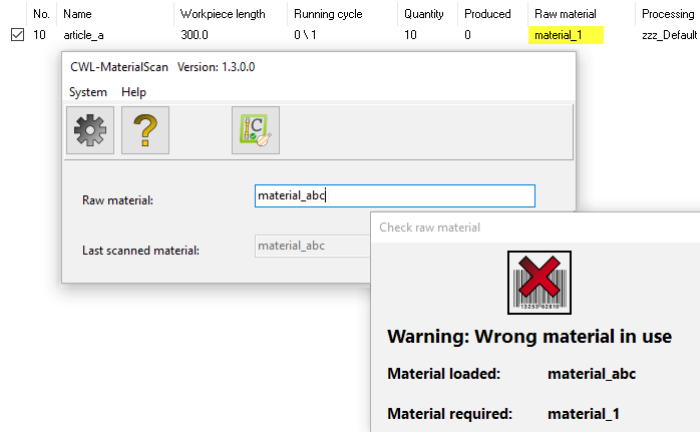 No. Name Workpiece length Running cycle Quantity Produced Raw material Processing
10 article_a 300.0 0 \ 1 10 0 material_1 zzz_Default
CWL-MaterialScan Version: 1.3.0.0
System Help
C
Raw material: material_abc
Last scanned material: material_abc
Check raw material
Warning: Wrong material in use
Material loaded: material_abc
Material required: material_1